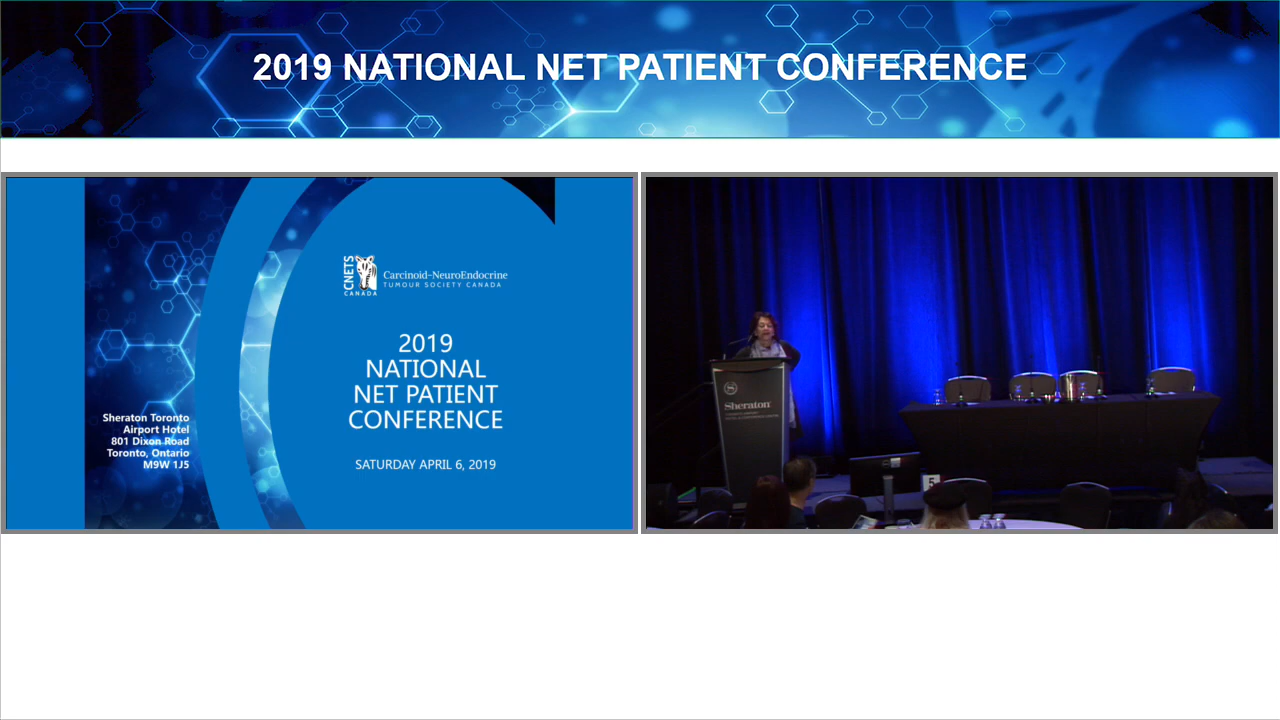 2019 NATIONAL NET PATIENT CONFERENCE
CNETS
CANADA
Carcinoid-NeuroEndocrine
TUMOUR SOCIETY CANADA
2019
NATIONAL
NET PATIENT
CONFERENCE
SATURDAY APRIL 6, 2019
Sheraton Toronto
Airport Hotel
801 Dixon Road
Toronto, Ontario
M9W 1J5
Sheraton
5